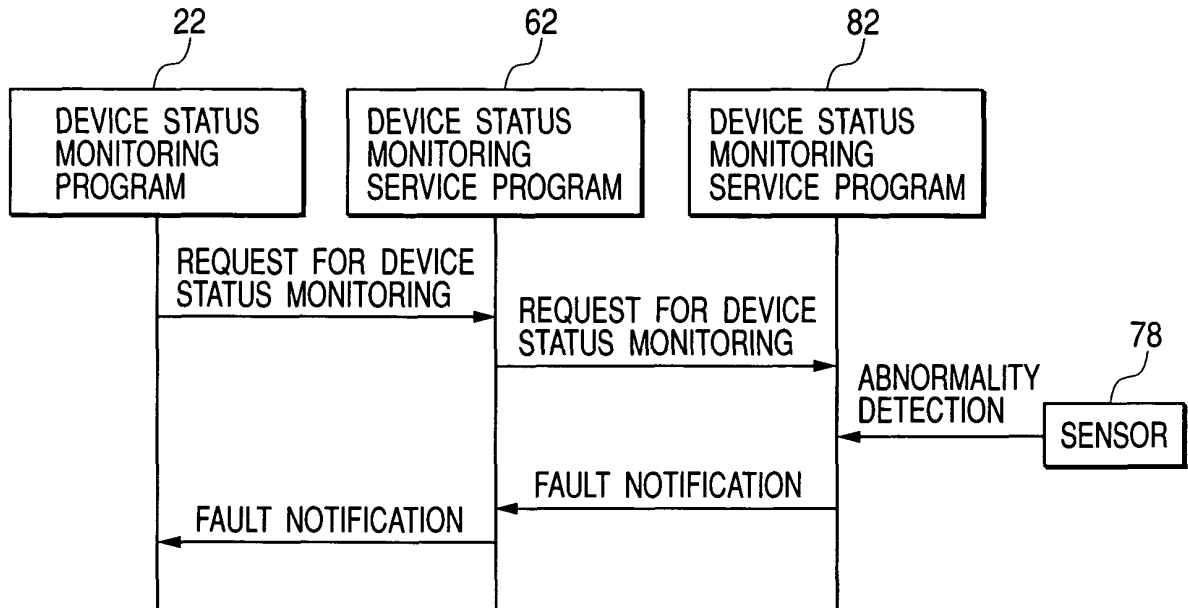 22
62
82
DEVICE STATUS
MONITORING
PROGRAM
DEVICE STATUS
MONITORING
SERVICE PROGRAM
DEVICE STATUS
MONITORING
SERVICE PROGRAM
REQUEST FOR DEVICE
STATUS MONITORING
REQUEST FOR DEVICE
STATUS MONITORING
78
ABNORMALITY
DETECTION
SENSOR
FAULT NOTIFICATION
FAULT NOTIFICATION